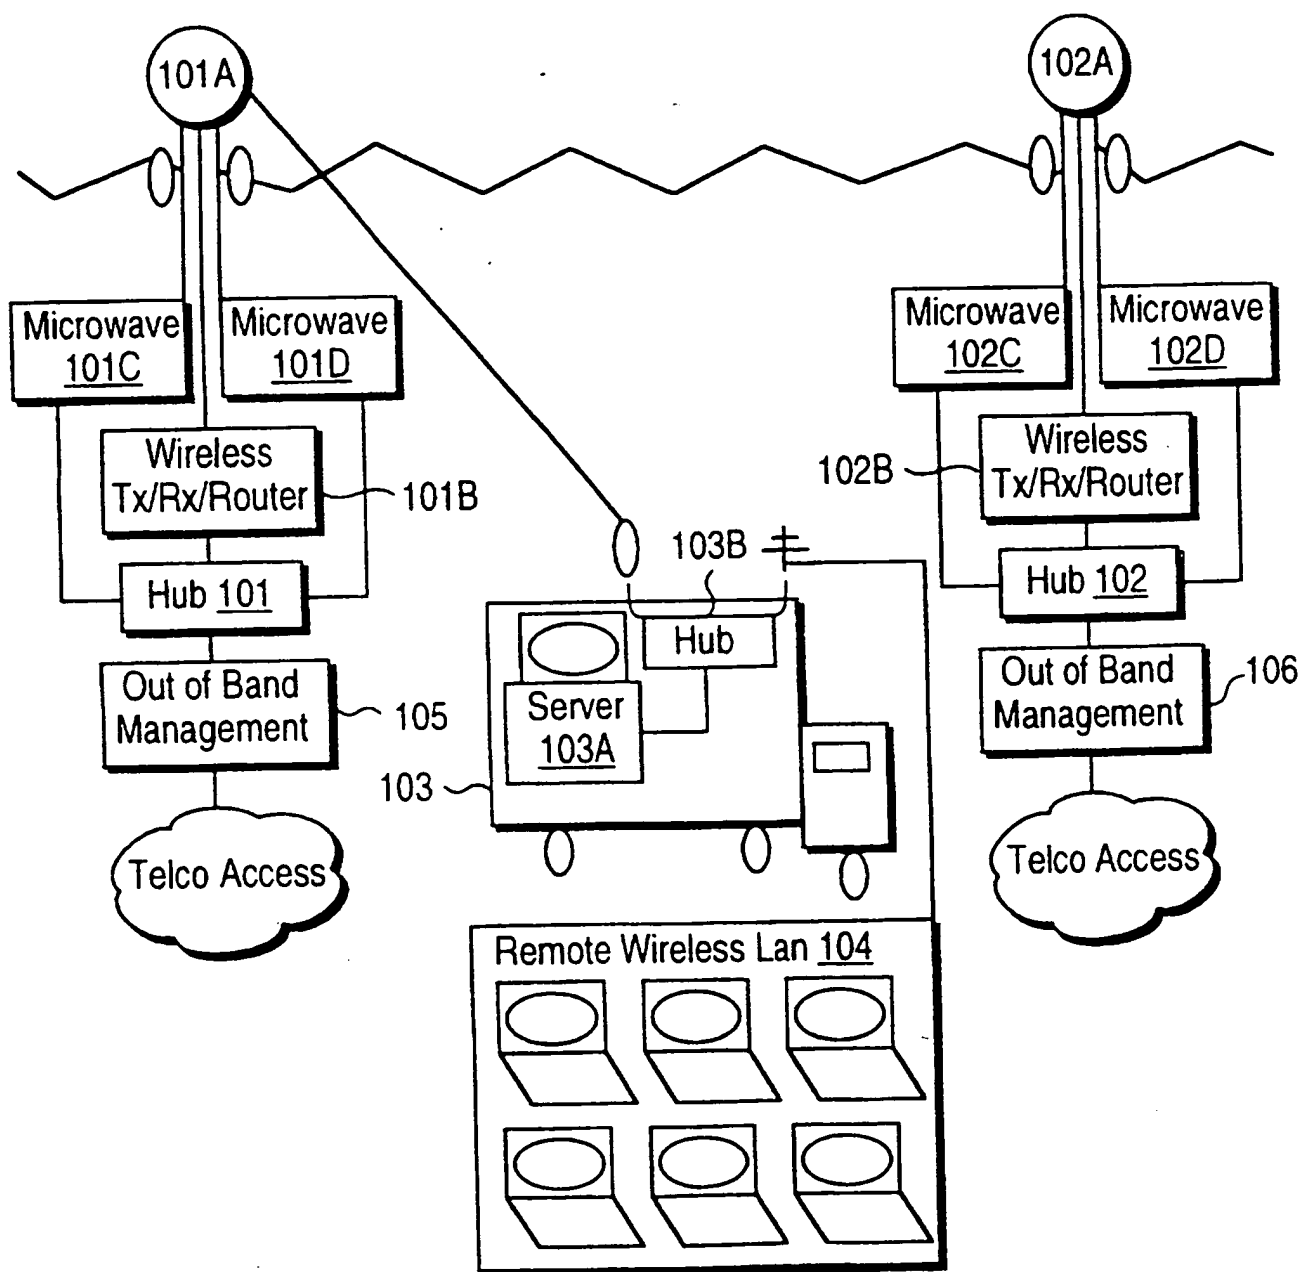 101A
102A
Microwave
101C
Microwave
101D
Microwave
102C
Microwave
102D
Wireless
Tx/Rx/Router
101B
Wireless
Tx/Rx/Router
102B
103B
Hub 101
Hub 102
Hub
Out of Band
Management
105
Server
103A
103
Out of Band
Management
106
Telco Access
Telco Access
Remote Wireless Lan 104